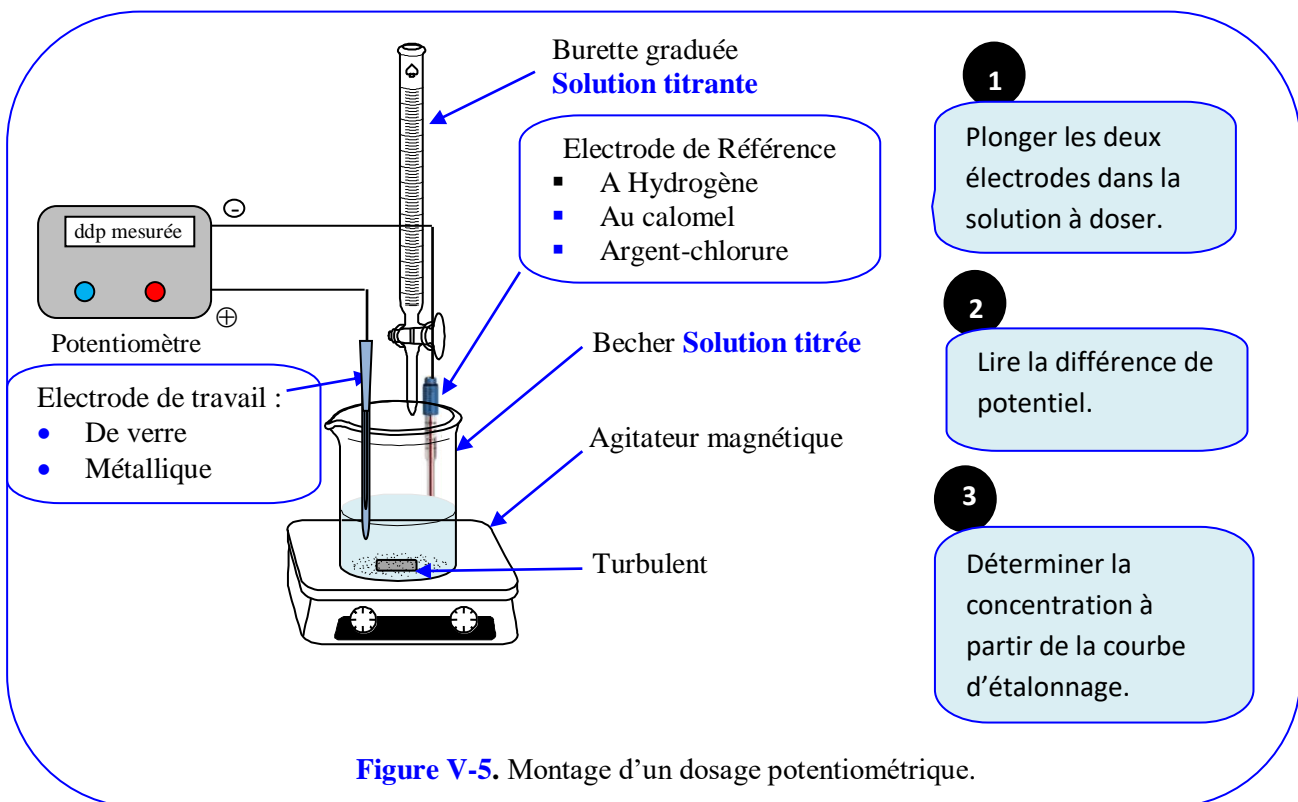 Burette graduée
Solution titrante
Electrode de Référence
▪ A Hydrogène
▪ Au calomel
▪ Argent-chlorure
-
ddp mesurée
+
Potentiomètre
Electrode de travail :
• De verre
• Métallique
Becher Solution titrée
Agitateur magnétique
Turbulent
1
Plonger les deux
électrodes dans la
solution à doser.
2
Lire la différence de
potentiel.
3
Déterminer la
concentration à
partir de la courbe
d’étalonnage.
Figure V-5. Montage d’un dosage potentiométrique.